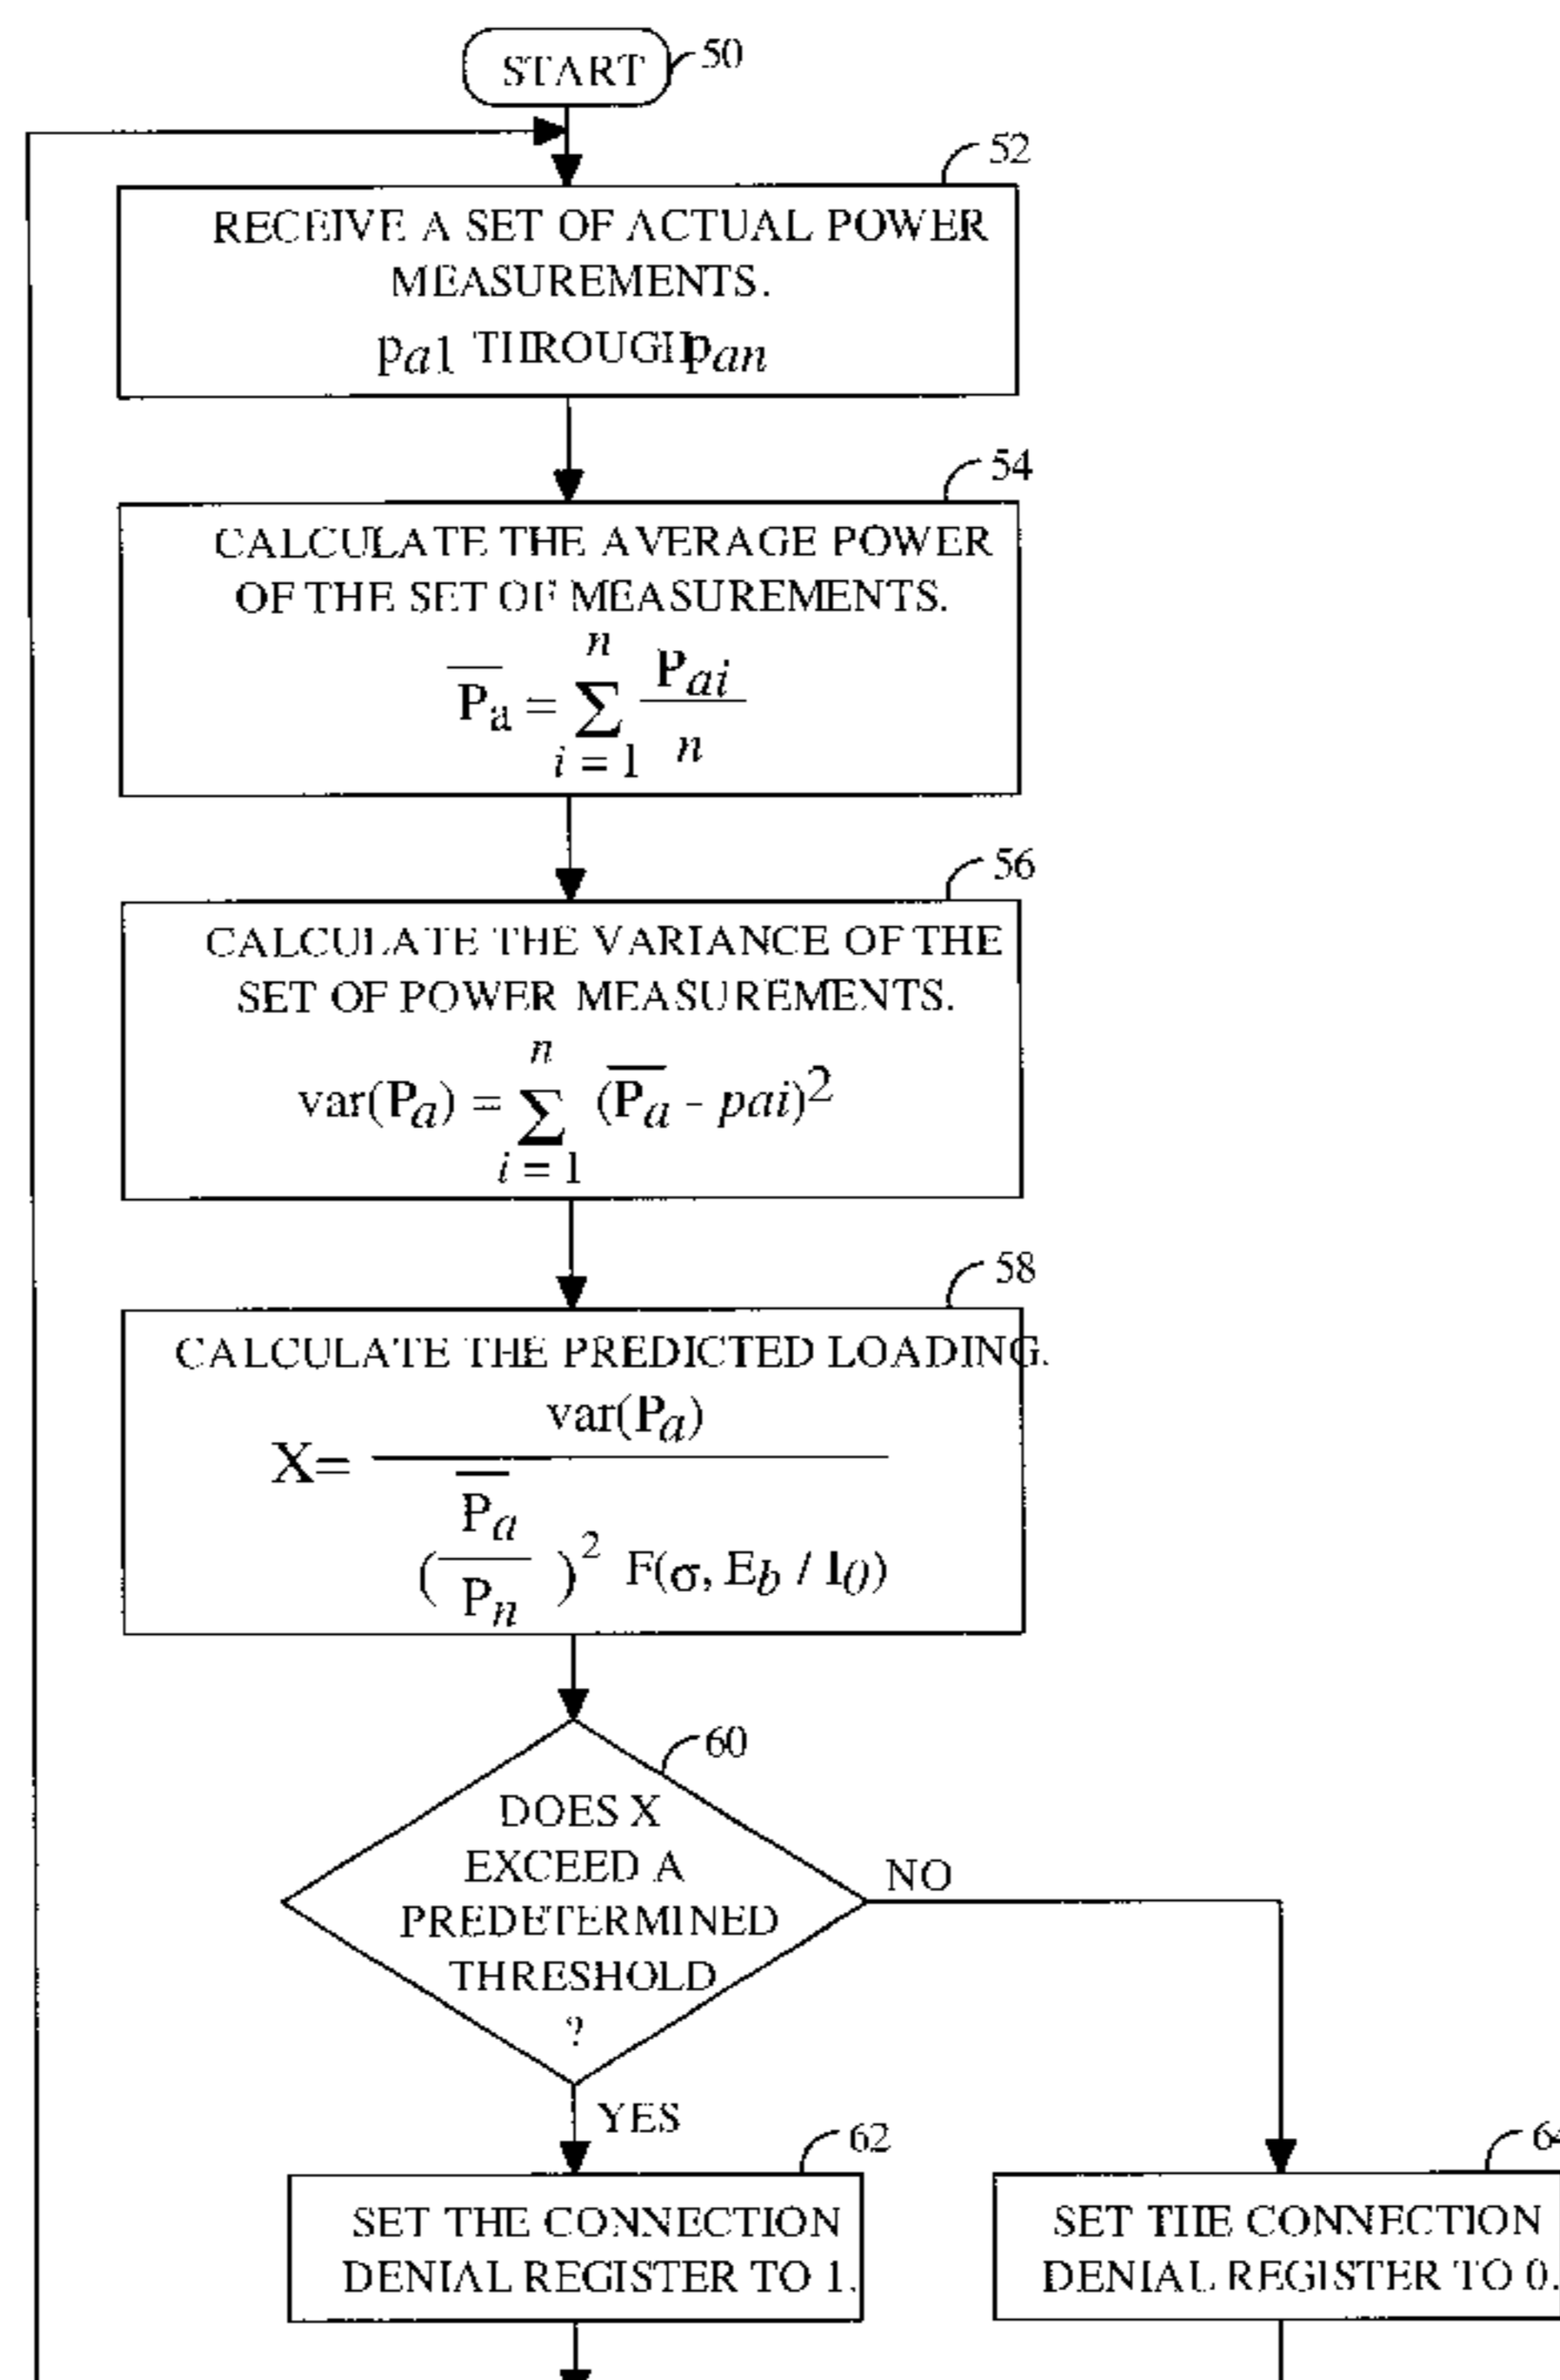 START
50
52
RECEIVE A SET OF ACTUAL POWER
MEASUREMENTS.
pa1 THROUGH pan
54
CALCULATE THE AVERAGE POWER
OF THE SET OF MEASUREMENTS.
n
P̅a = ∑ Pai / n
i = 1
56
CALCULATE THE VARIANCE OF THE
SET OF POWER MEASUREMENTS.
n
var(Pa) = ∑ (P̅a - pai)²
i = 1
58
CALCULATE THE PREDICTED LOADING.
var(Pa)
X=
(P̅a / Pn)² F(σ, Eb / I0)
60
DOES X
EXCEED A
PREDETERMINED
THRESHOLD
?
NO
YES
62
SET THE CONNECTION
DENIAL REGISTER TO 1.
64
SET THE CONNECTION
DENIAL REGISTER TO 0.